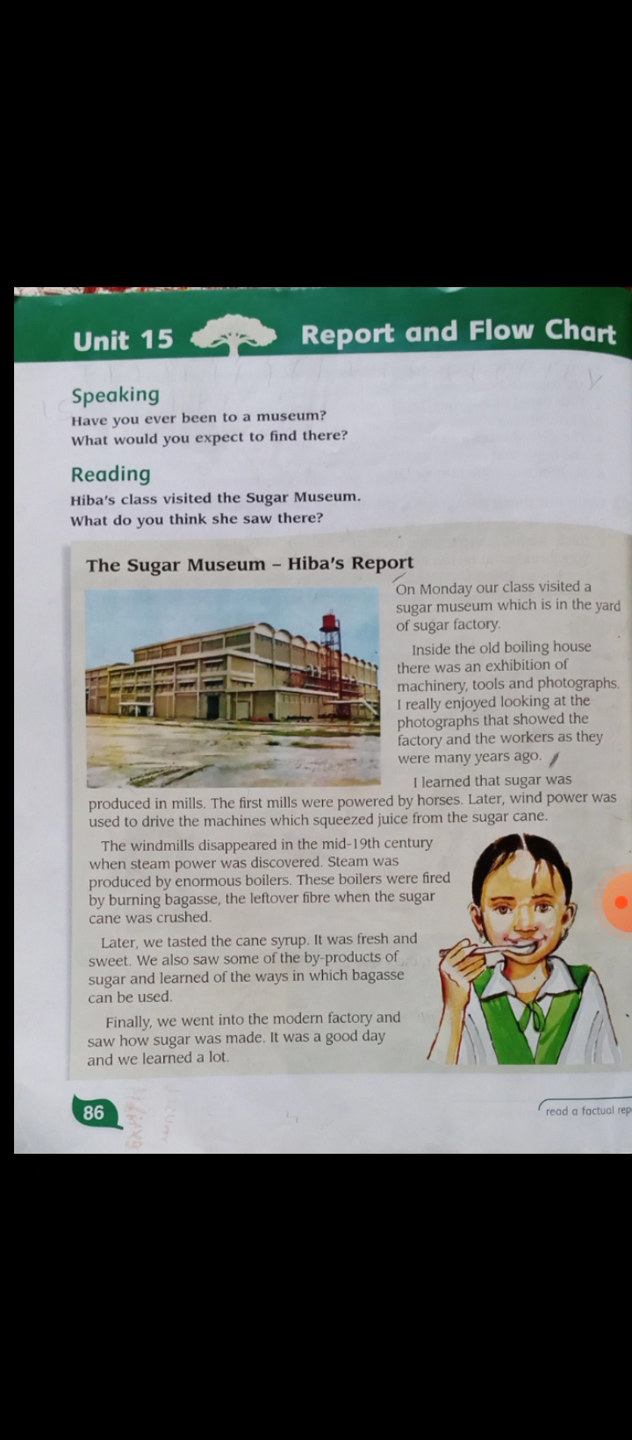 Unit 15
Report and Flow Chart
Speaking
Have you ever been to a museum?
What would you expect to find there?
Reading
Hiba's class visited the Sugar Museum.
What do you think she saw there?
The Sugar Museum – Hiba's Report
On Monday our class visited a
sugar museum which is in the yard
of sugar factory.
Inside the old boiling house
there was an exhibition of
machinery, tools and photographs.
I really enjoyed looking at the
photographs that showed the
factory and the workers as they
were many years ago.
I learned that sugar was
produced in mills. The first mills were powered by horses. Later, wind power was
used to drive the machines which squeezed juice from the sugar cane.
The windmills disappeared in the mid-19th century
when steam power was discovered. Steam was
produced by enormous boilers. These boilers were fired
by burning bagasse, the leftover fibre when the sugar
cane was crushed.
Later, we tasted the cane syrup. It was fresh and
sweet. We also saw some of the by-products of
sugar and learned of the ways in which bagasse
can be used.
Finally, we went into the modern factory and
saw how sugar was made. It was a good day
and we learned a lot.
86
read a factual rep